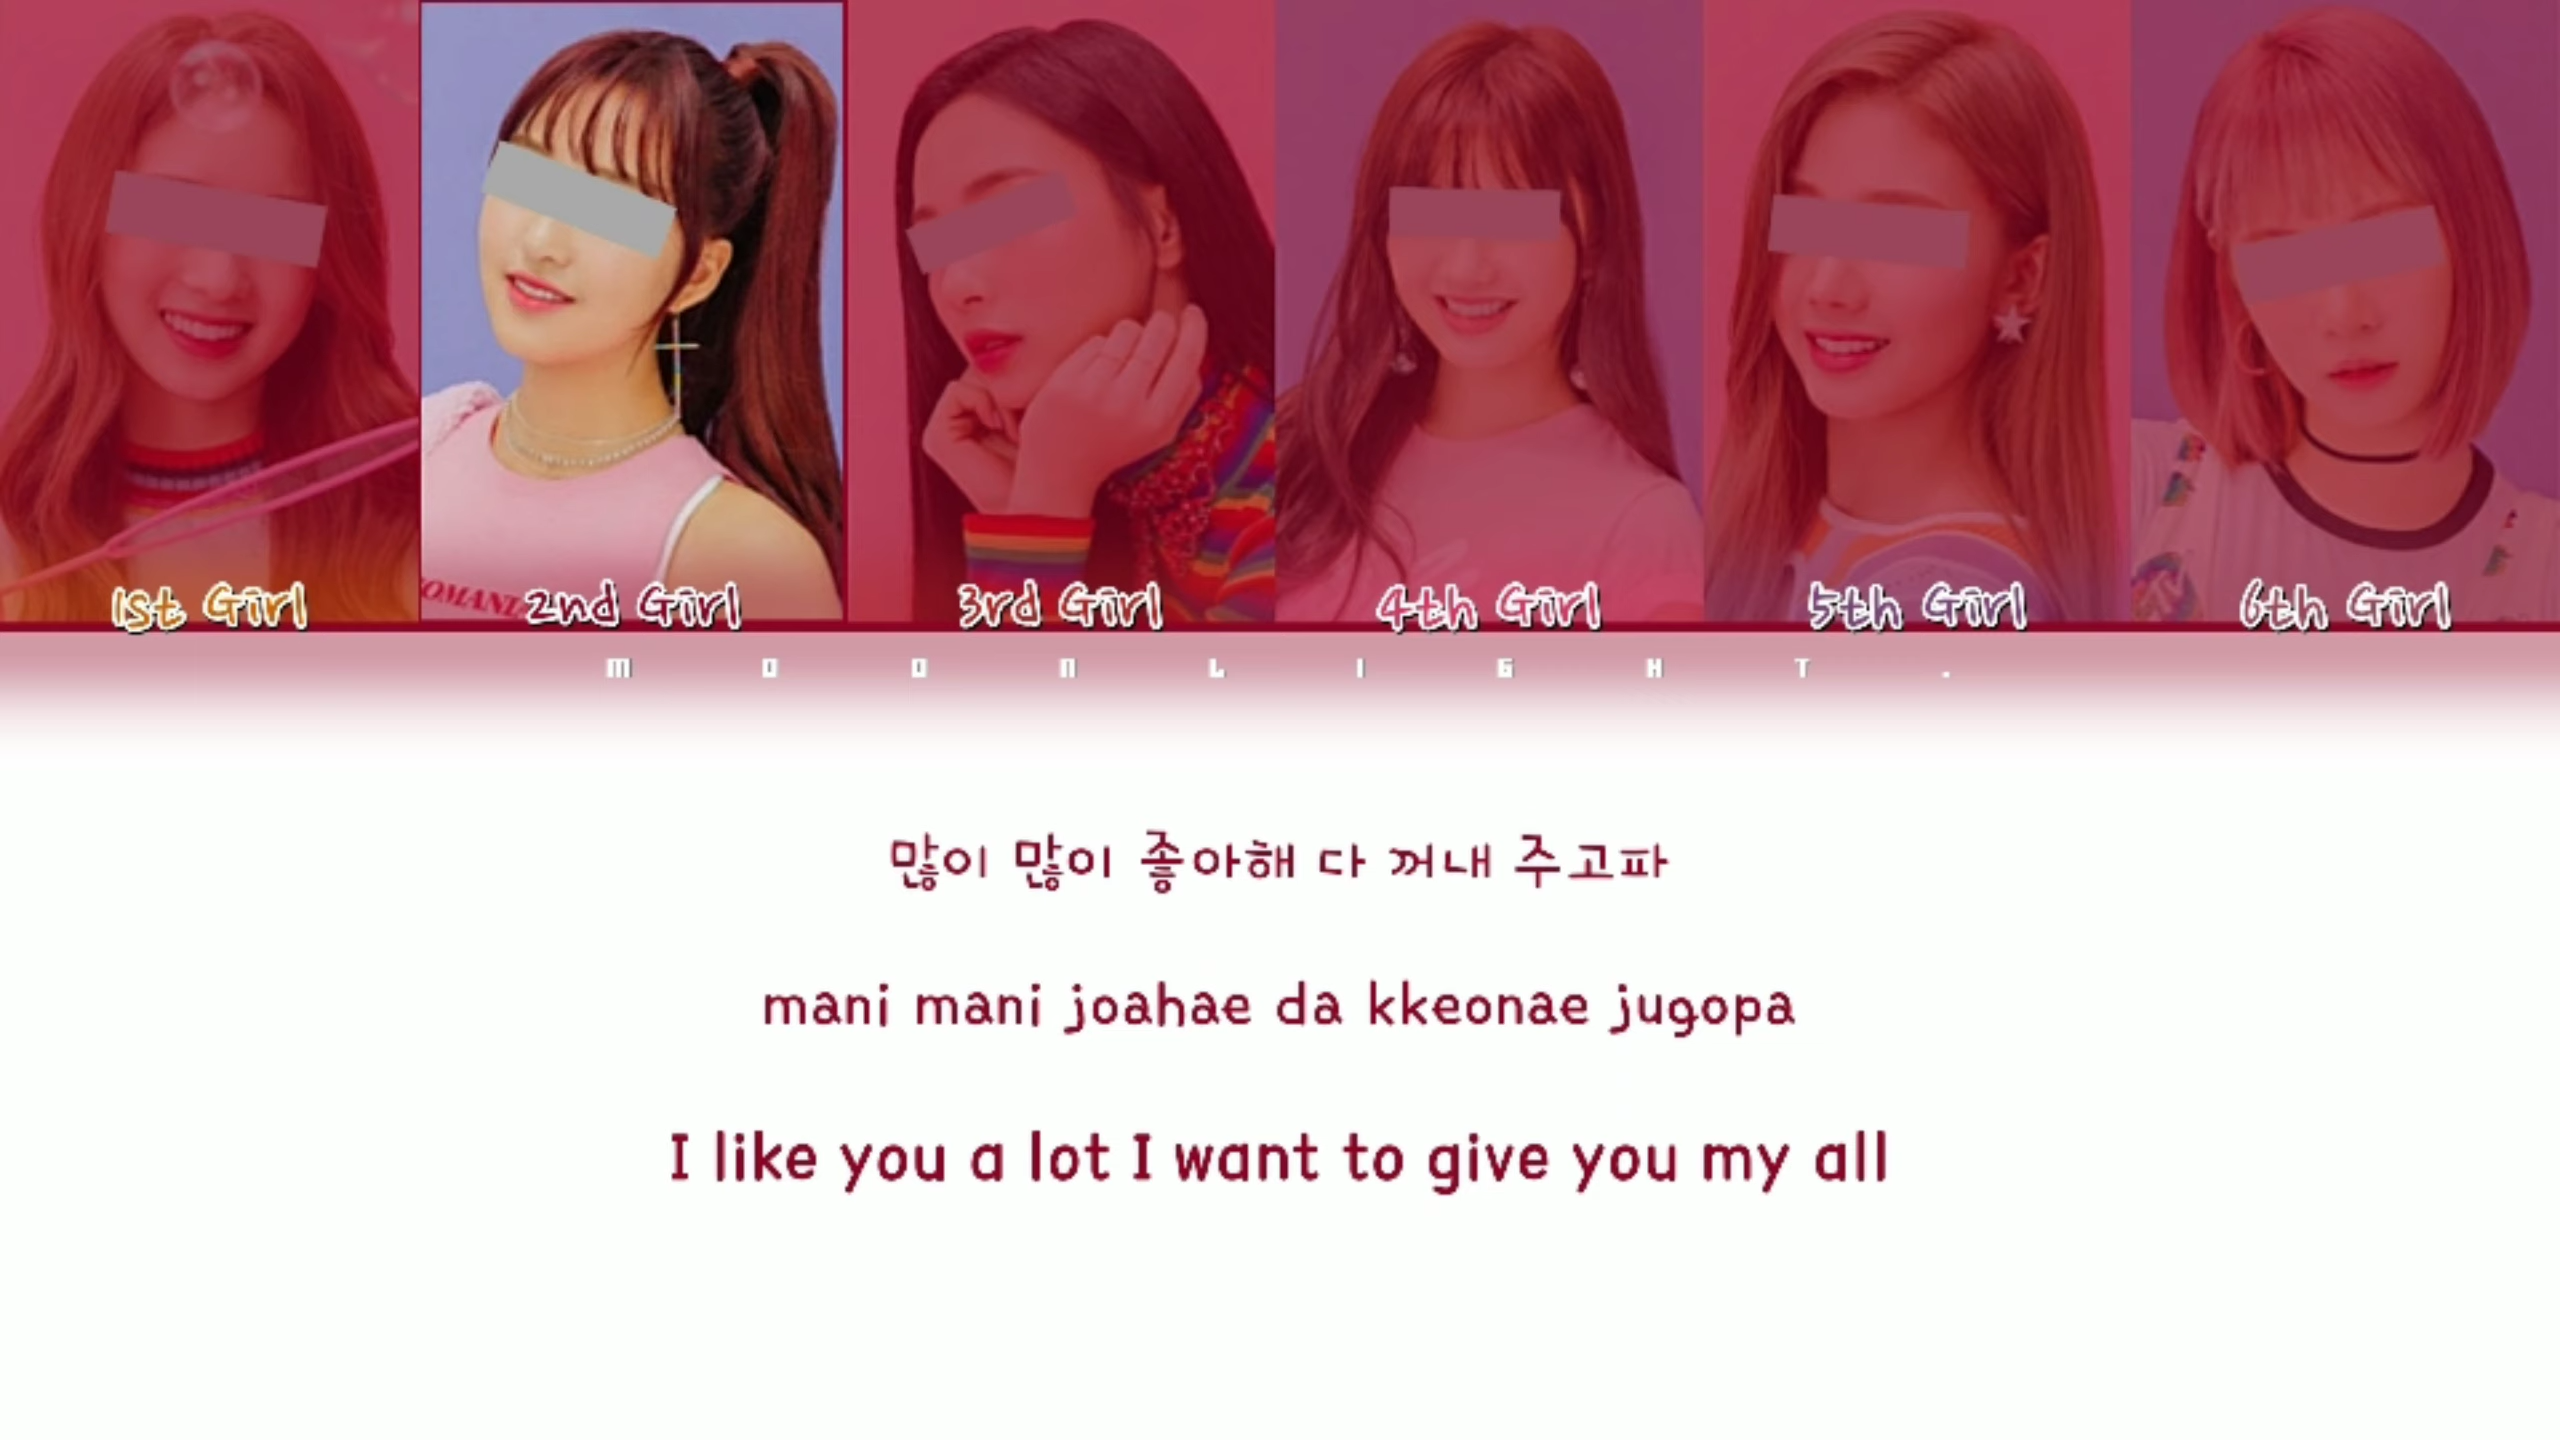 OMANT
1st Girl 2nd Girl 3rd Girl 4th Girl 5th Girl 6th Girl
MOONLIGHT.
많이 많이 좋아해 다 꺼내 주고파
mani mani joahae da kkeonae jugopa
I like you a lot I want to give you my all